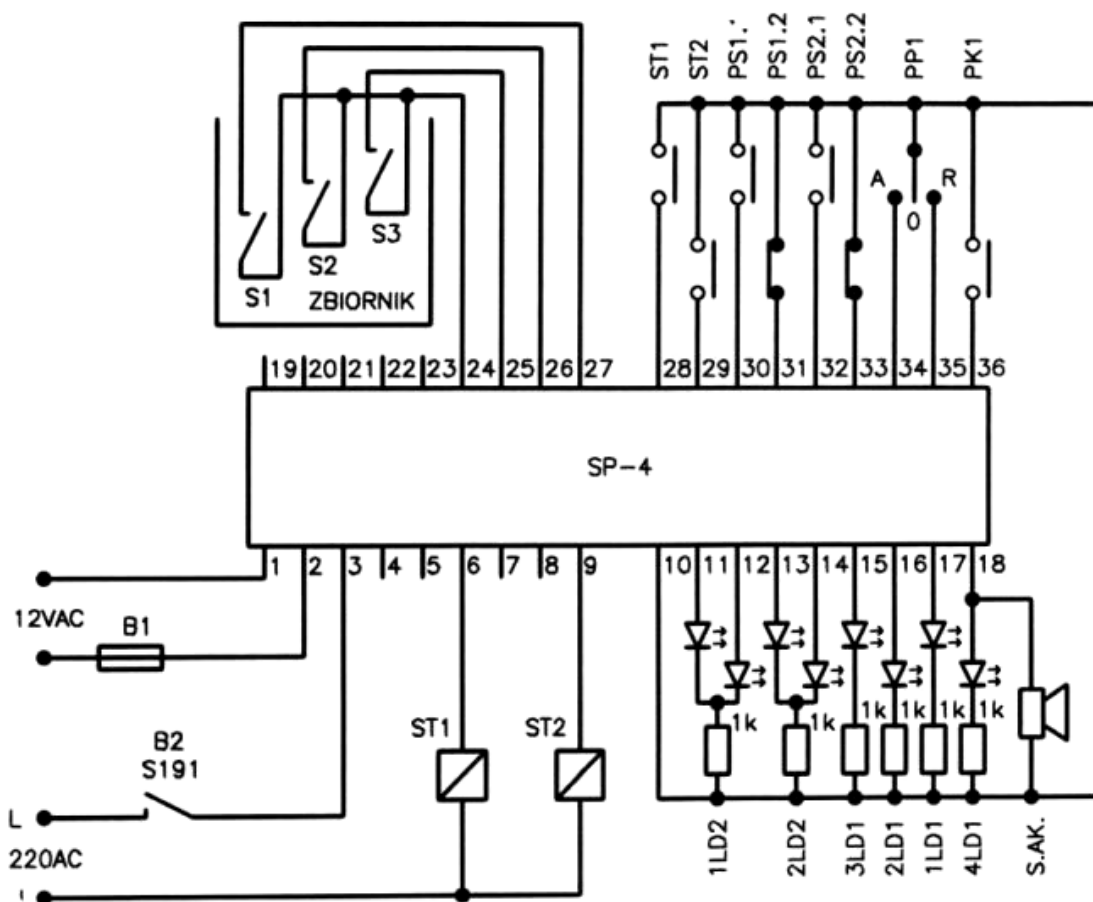 ST1 ST2 PS1. PS1.2 PS2.1 PS2.2 PP1 PK1
A R
0
S3
S2
S1
ZBIORNIK
19 20 21 22 23 24 25 26 27 28 29 30 31 32 33 34 35 36
SP-4
1 2 3 4 5 6 7 8 9 10 11 12 13 14 15 16 17 18
12VAC
B1
1k 1k 1k 1k 1k 1k
ST1 ST2
B2
S191
L
220AC
1LD2 2LD2 3LD1 2LD1 1LD1 4LD1 S.AK.